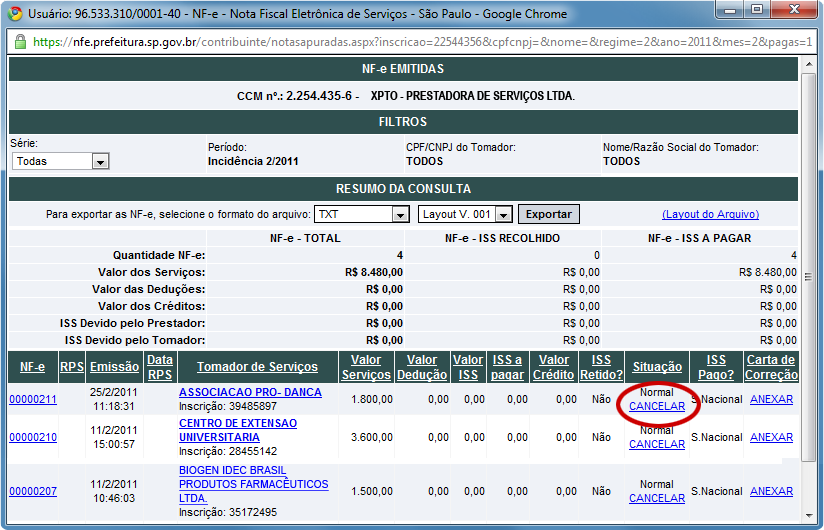 Usuário: 96.533.310/0001-40 - NF-e - Nota Fiscal Eletrônica de Serviços - São Paulo - Google Chrome
https://nfe.prefeitura.sp.gov.br/contribuinte/notasapuradas.aspx?inscricao=22544356&cpfcnpj=&nome=&regime=2&ano=2011&mes=2&pagas=1
NF-e EMITIDAS
CCM nº.: 2.254.435-6 - XPTO - PRESTADORA DE SERVIÇOS LTDA.
FILTROS
Série: Período: CPF/CNPJ do Tomador: Nome/Razão Social do Tomador:
Todas Incidência 2/2011 TODOS TODOS
RESUMO DA CONSULTA
Para exportar as NF-e, selecione o formato do arquivo: TXT Layout V. 001 Exportar (Layout do Arquivo)
NF-e - TOTAL NF-e - ISS RECOLHIDO NF-e - ISS A PAGAR
Quantidade NF-e: 4 0 4
Valor dos Serviços: R$ 8.480,00 R$ 0,00 R$ 8.480,00
Valor das Deduções: R$ 0,00 R$ 0,00 R$ 0,00
Valor dos Créditos: R$ 0,00 R$ 0,00 R$ 0,00
ISS Devido pelo Prestador: R$ 0,00 R$ 0,00 R$ 0,00
ISS Devido pelo Tomador: R$ 0,00 R$ 0,00 R$ 0,00
NF-e RPS Emissão Data RPS Tomador de Serviços Valor Serviços Valor Dedução Valor ISS ISS a pagar Valor Crédito ISS Retido? Situação ISS Pago? Carta de Correção
25/2/2011 ASSOCIACAO PRO- DANCA Normal
00000211 1.800,00 0,00 0,00 0,00 0,00 Não S.Nacional ANEXAR
11:18:31 Inscrição: 39485897 CANCELAR
CENTRO DE EXTENSAO
11/2/2011 Normal
00000210 UNIVERSITARIA 3.600,00 0,00 0,00 0,00 0,00 Não S.Nacional ANEXAR
15:00:57 CANCELAR
Inscrição: 28455142
BIOGEN IDEC BRASIL
11/2/2011 PRODUTOS FARMACÊUTICOS Normal
00000207 1.500,00 0,00 0,00 0,00 0,00 Não S.Nacional ANEXAR
10:46:03 LTDA. CANCELAR
Inscrição: 35172495